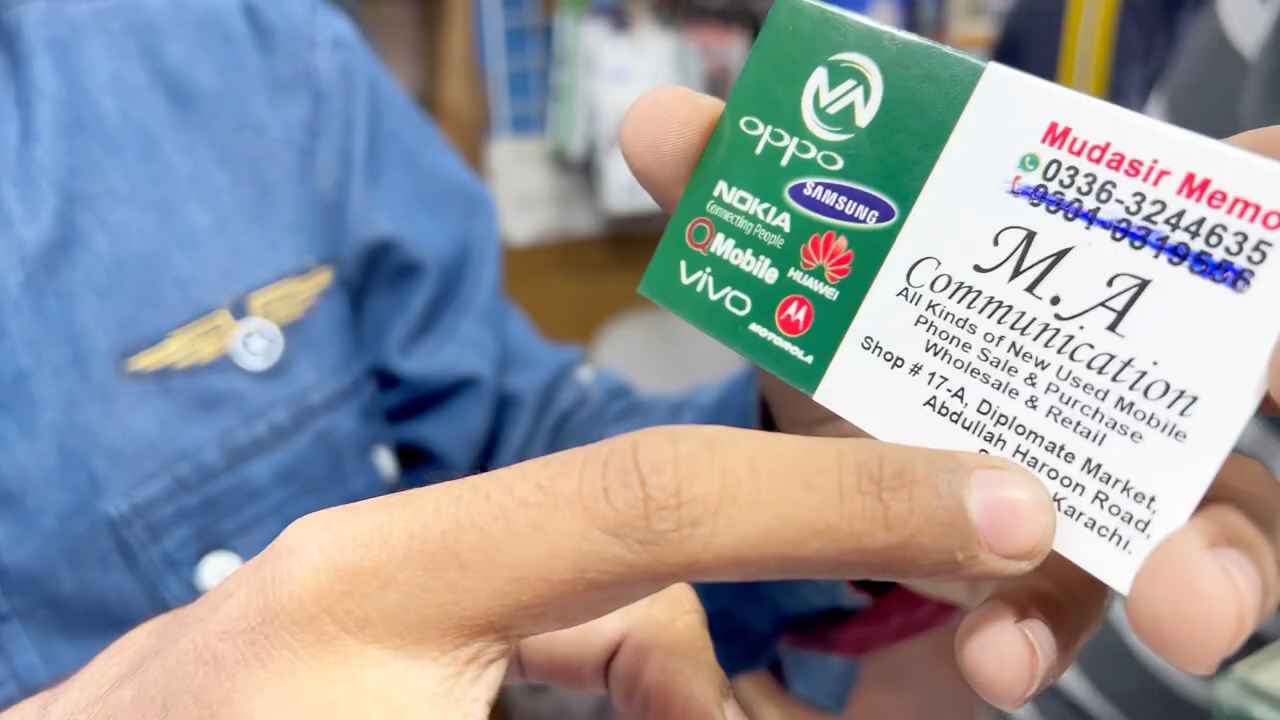 MA
oppo
NOKIA
Connecting People
SAMSUNG
QMobile
HUAWEI
vivo
MOTOROLA
Mudasir Memo
0336-3244635
M.A
Communication
All Kinds of New Used Mobile
Phone Sale & Purchase
Wholesale & Retail
Shop # 17-A, Diplomate Market,
Abdullah Haroon Road,
Karachi.